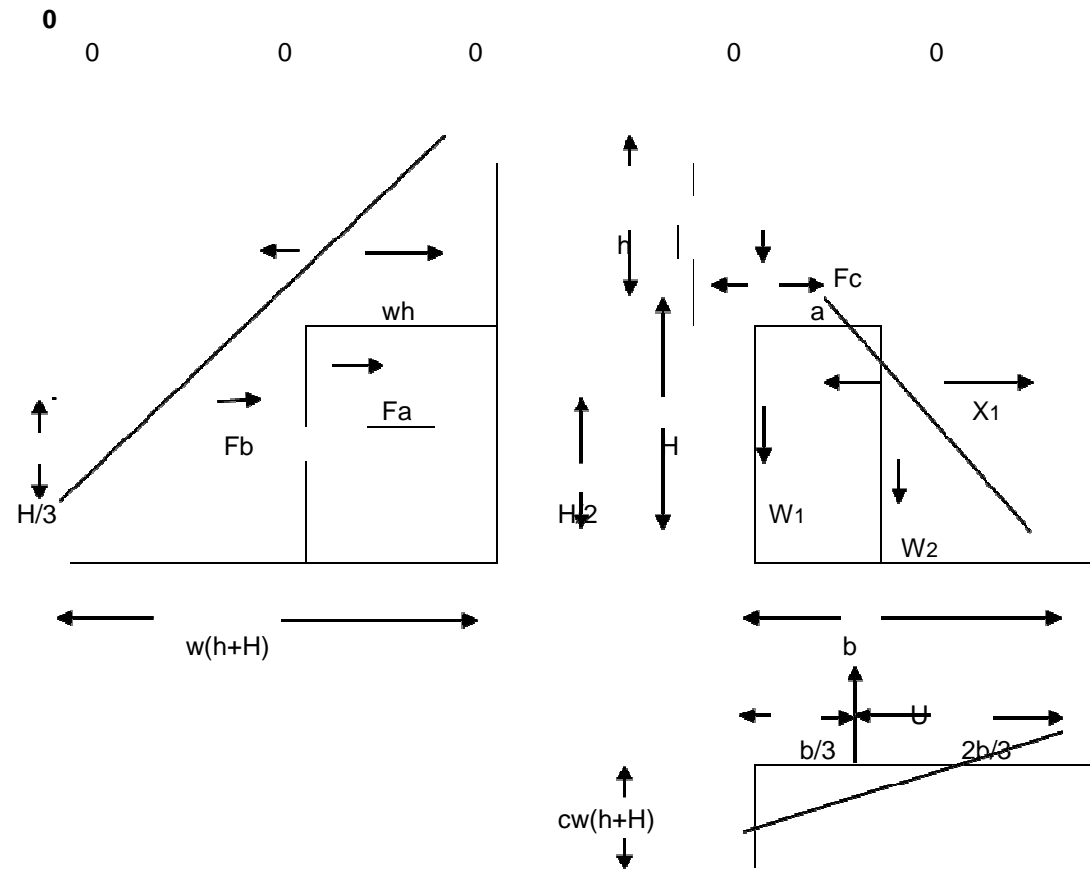 0
0 0 0 0 0
h
Fc
wh a
Fa X1
Fb H
H/3 H/2 W1
W2
w(h+H) b
U
b/3 2b/3
cw(h+H)